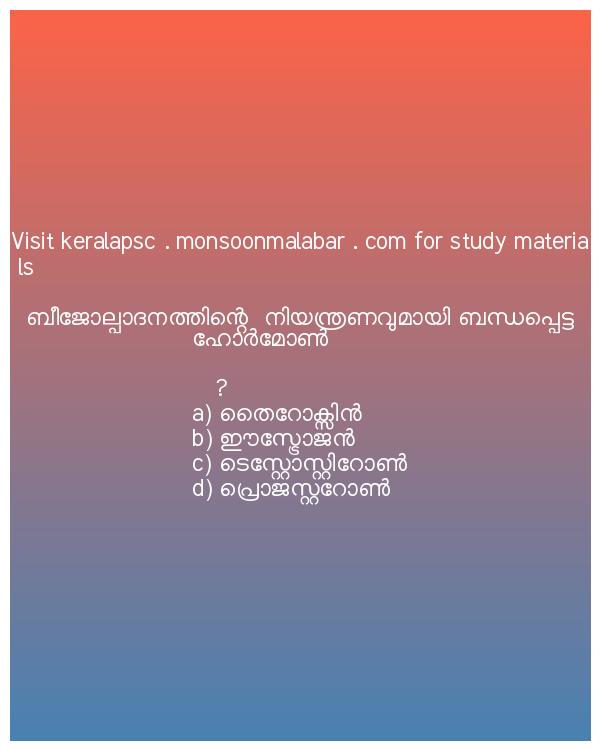 Visit keralapsc . monsoonmalabar . com for study materia
ls
ബീജോല്പാദനത്തിന്റെ നിയന്ത്രണവുമായി ബന്ധപ്പെട്ട
ഹോർമോൺ
?
a) തൈറോക്സിൻ
b) ഈസ്ട്രോജൻ
c) ടെസ്റ്റോസ്റ്റിറോൺ
d) പ്രൊജസ്റ്ററോൺ